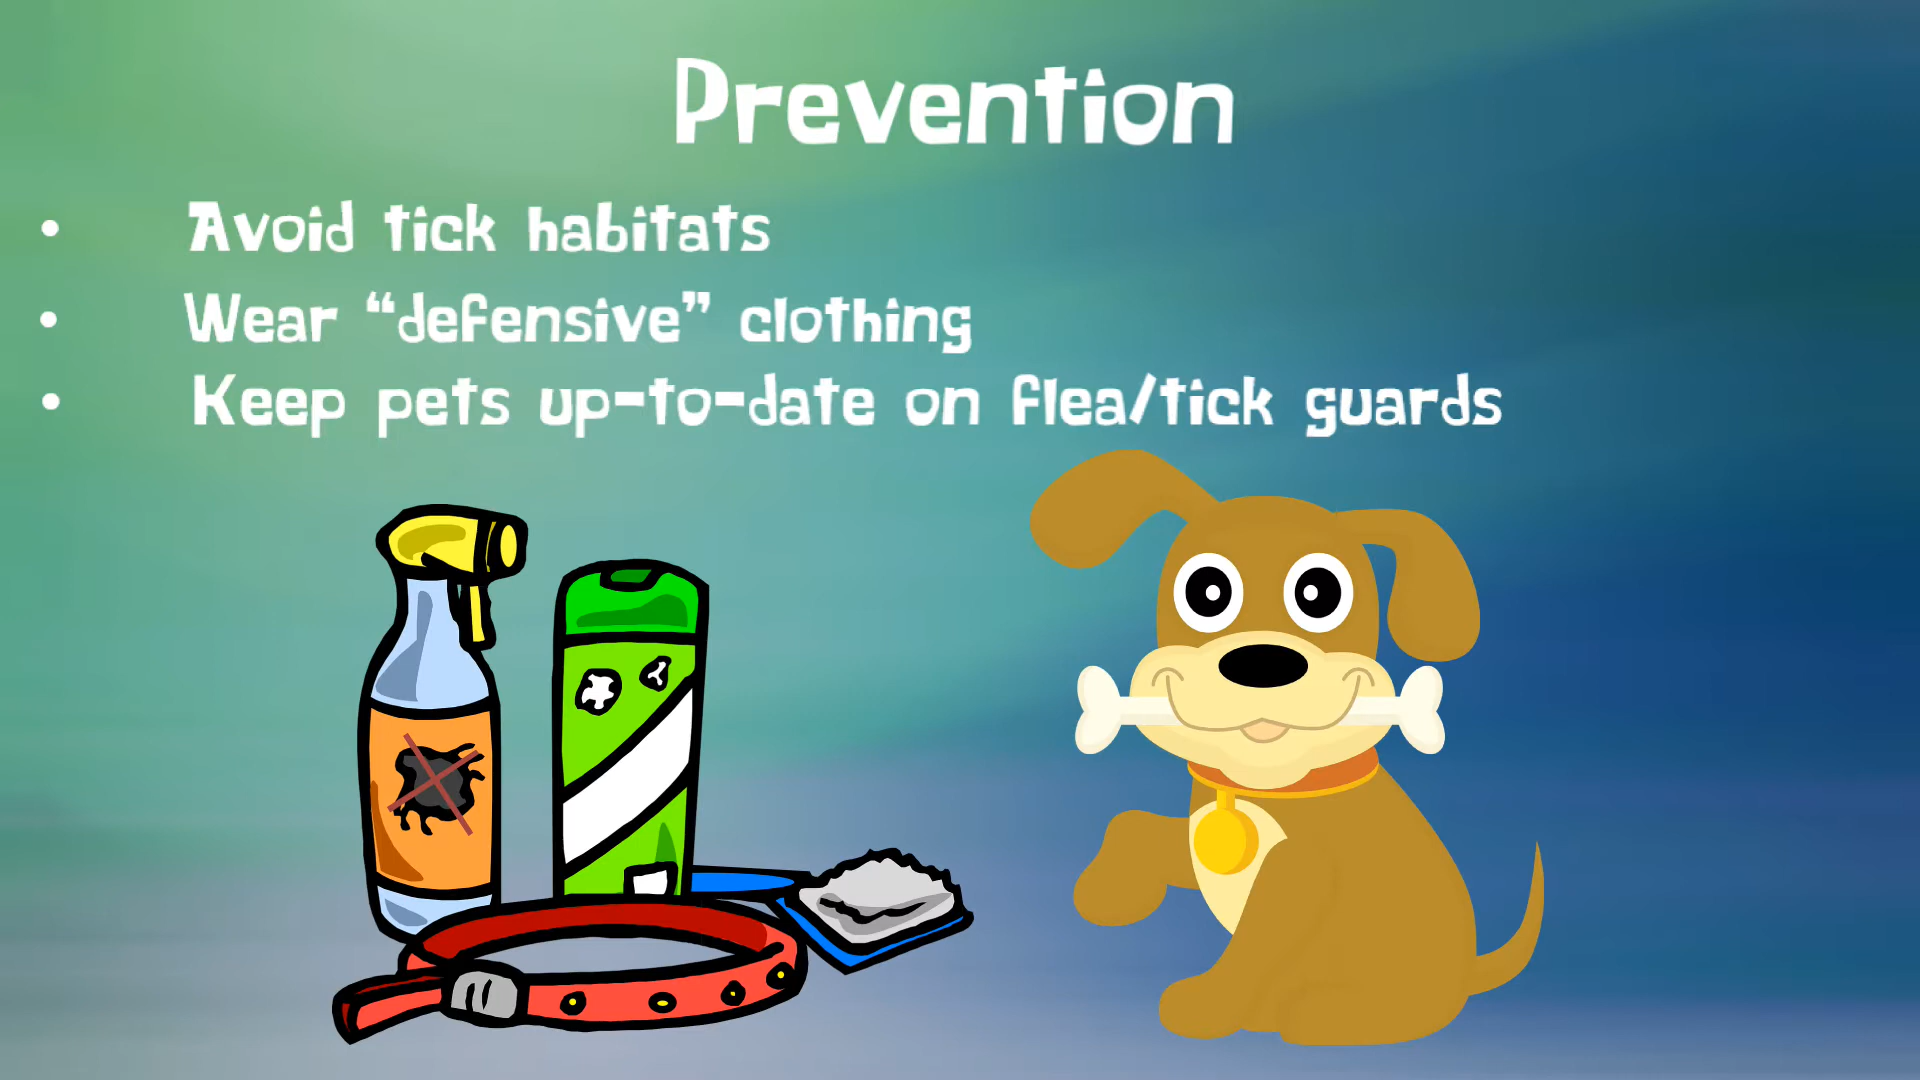 Prevention
• Avoid tick habitats
• Wear “defensive” clothing
• Keep pets up-to-date on flea/tick guards